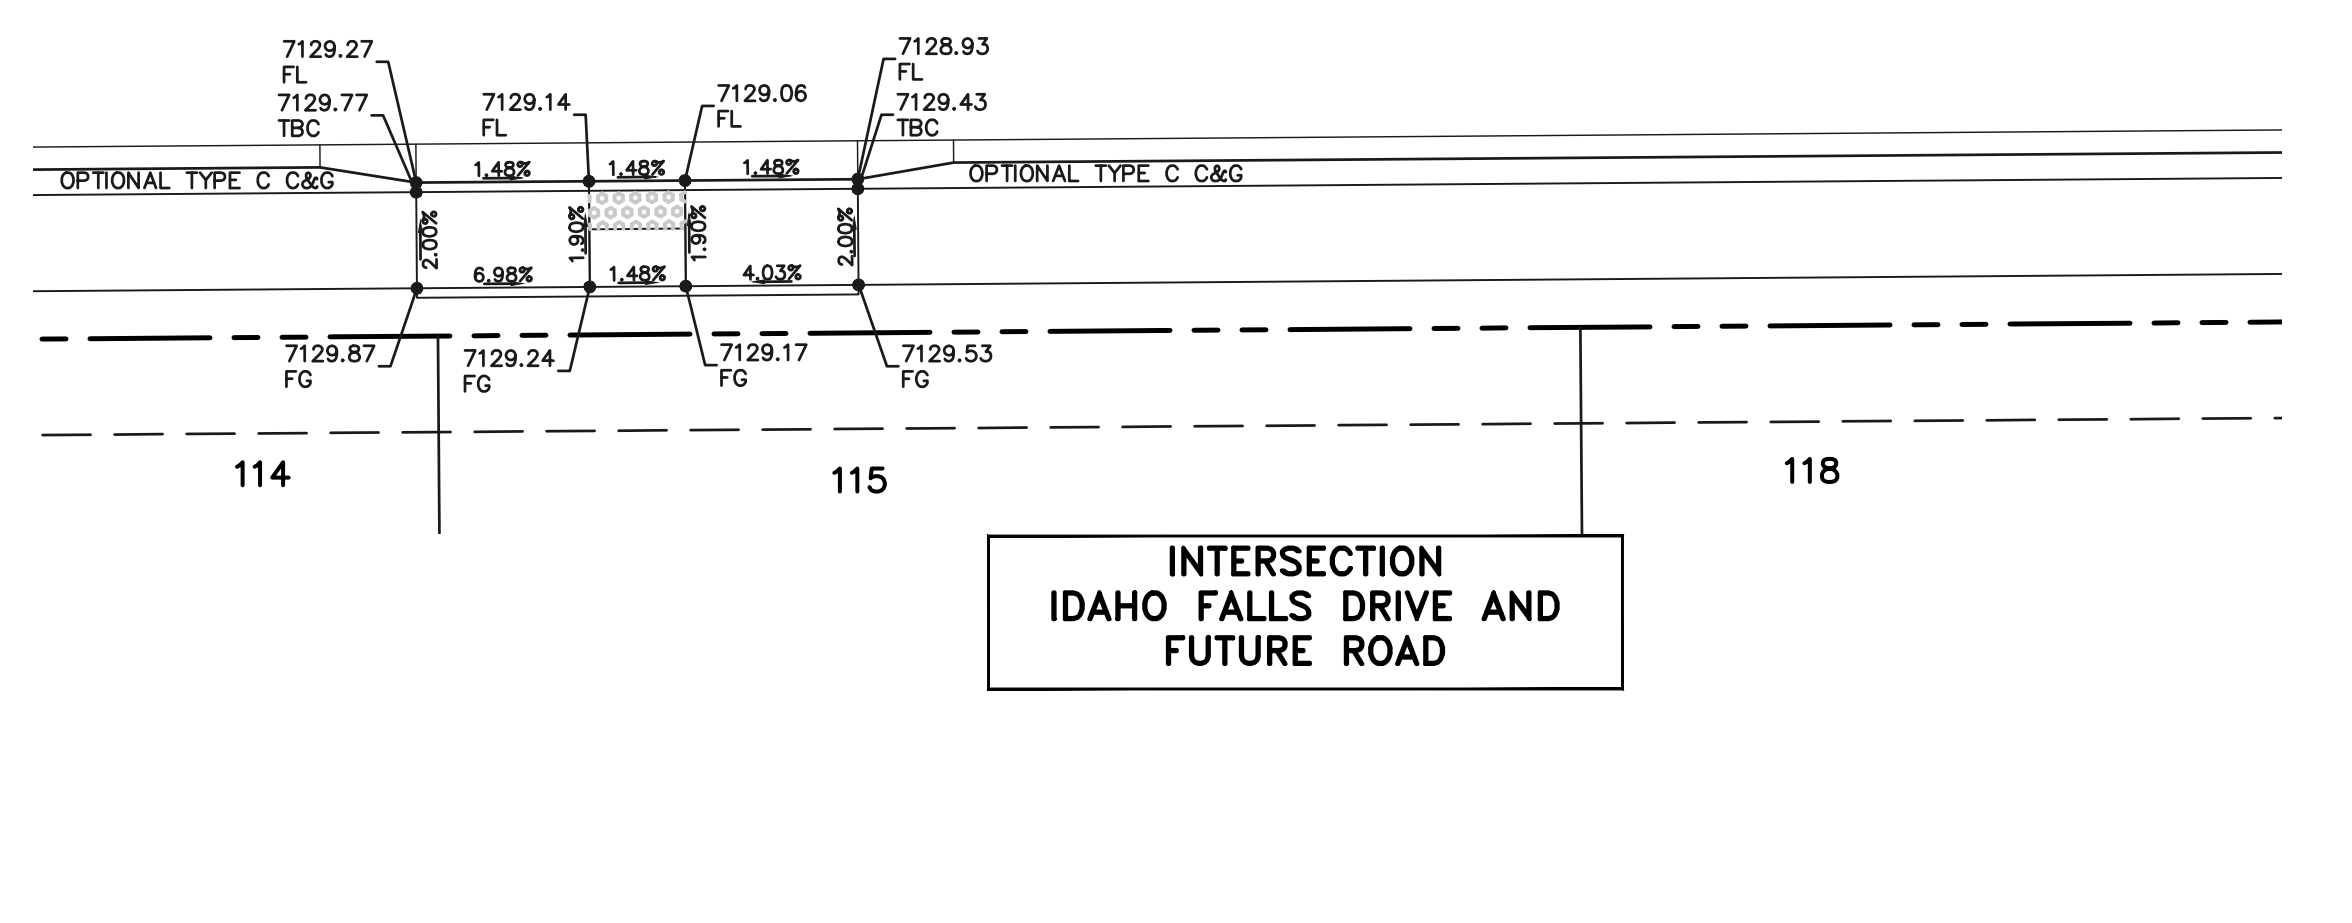 7129.27
FL
7129.77
TBC
7129.14
FL
7129.06
FL
7128.93
FL
7129.43
TBC
1.48%
1.48%
1.48%
OPTIONAL TYPE C C&G
OPTIONAL TYPE C C&G
2.00%
1.90%
1.90%
2.00%
6.98%
1.48%
4.03%
7129.87
FG
7129.24
FG
7129.17
FG
7129.53
FG
114
115
118
INTERSECTION
IDAHO FALLS DRIVE AND
FUTURE ROAD